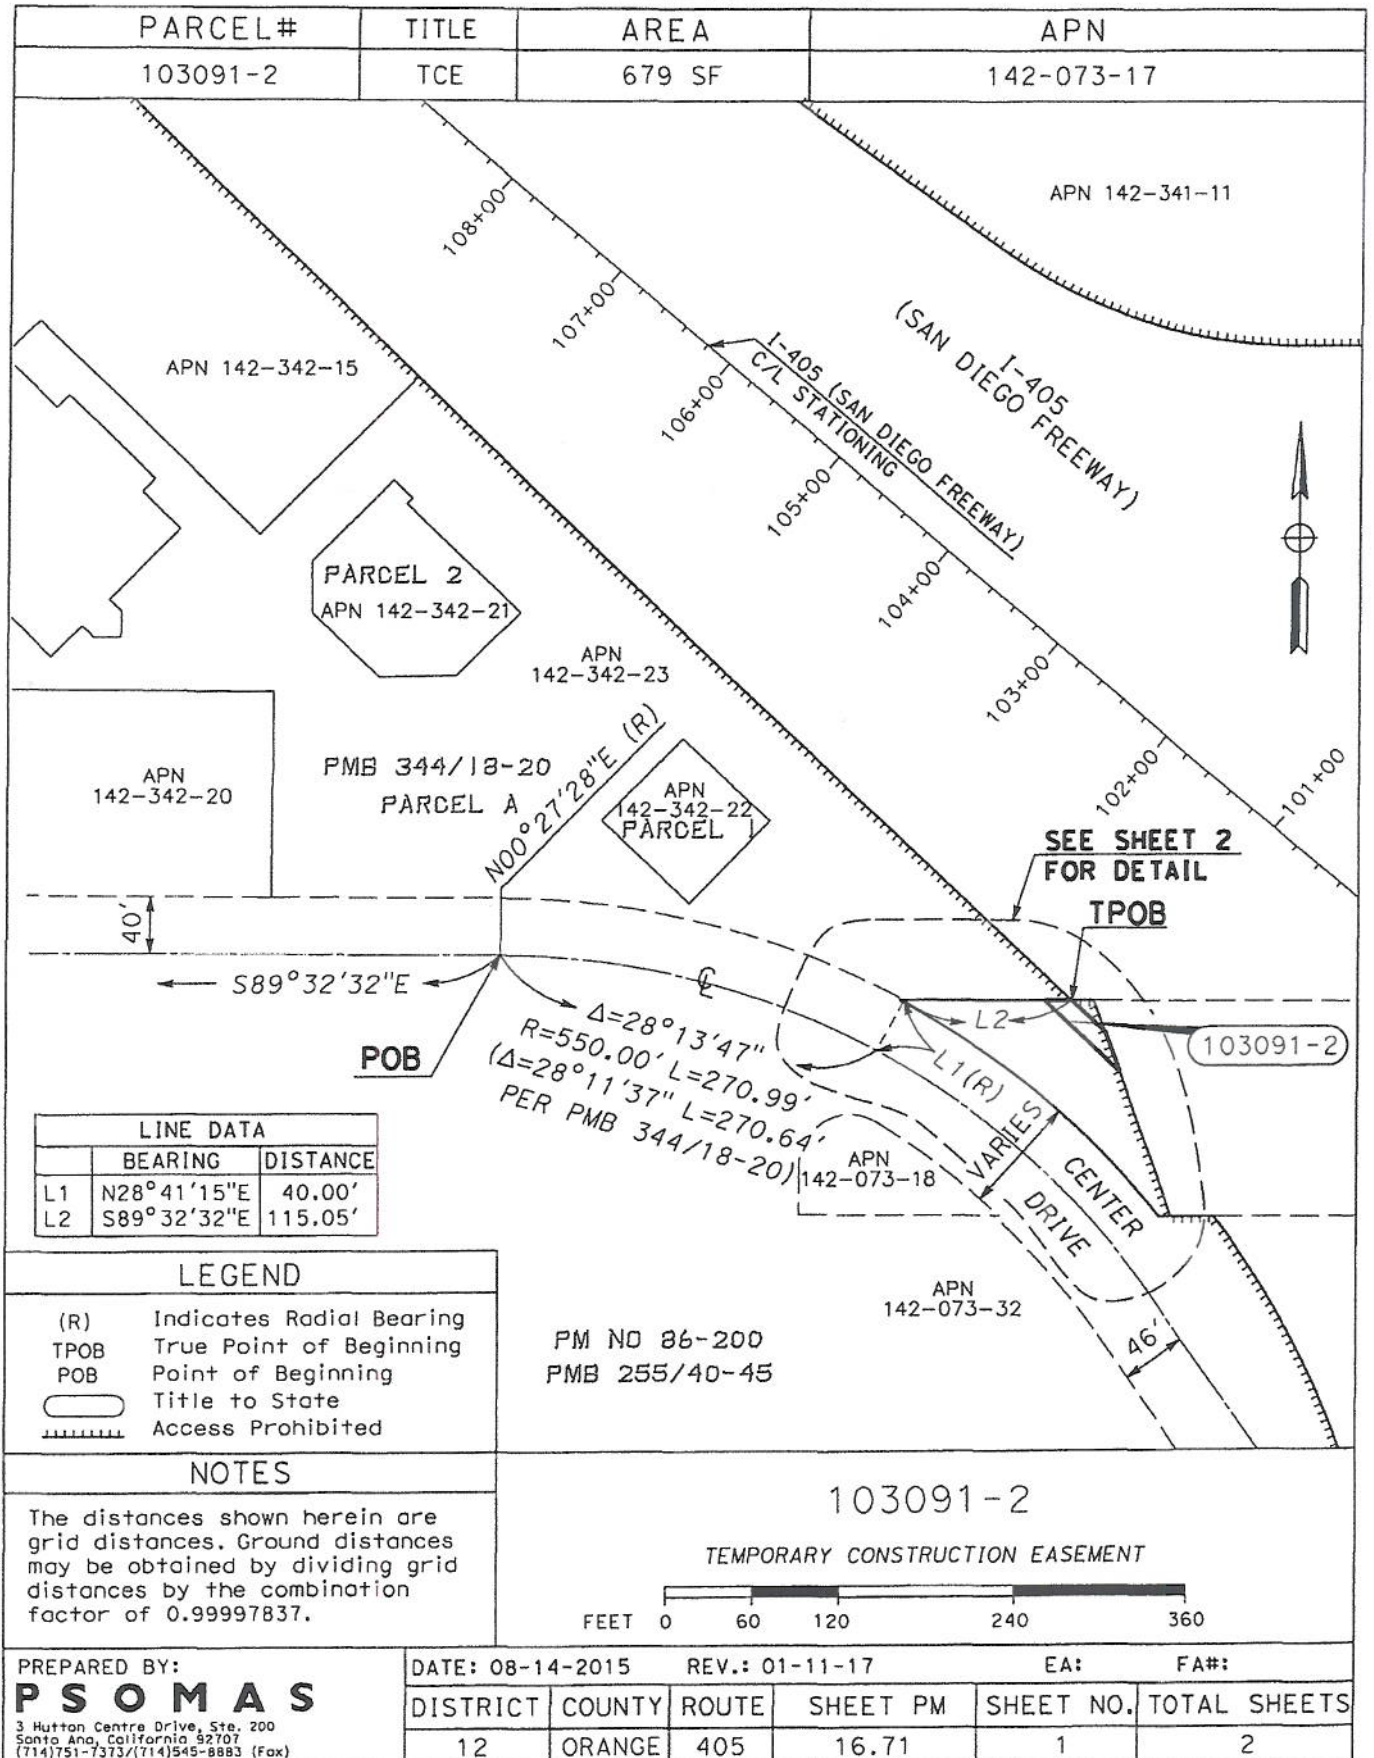 PARCEL# TITLE AREA APN
103091-2 TCE 679 SF 142-073-17
APN 142-341-11
108+00
107+00
106+00
105+00
104+00
103+00
102+00
101+00
I-405 (SAN DIEGO FREEWAY)
C/L STATIONING
I-405
(SAN DIEGO FREEWAY)
APN 142-342-15
PARCEL 2
APN 142-342-21
APN
142-342-23
APN
142-342-20
PMB 344/18-20
PARCEL A
N00°27'28"E (R)
APN
142-342-22
PARCEL 1
SEE SHEET 2
FOR DETAIL
TPOB
40'
S89°32'32"E
POB
℄
Δ=28°13'47"
R=550.00' L=270.99'
(Δ=28°11'37" L=270.64'
PER PMB 344/18-20)
L2
L1(R)
103091-2
VARIES
CENTER
DRIVE
APN
142-073-18
APN
142-073-32
46'
PM NO 86-200
PMB 255/40-45
LINE DATA
BEARING DISTANCE
L1 N28°41'15"E 40.00'
L2 S89°32'32"E 115.05'
LEGEND
(R) Indicates Radial Bearing
TPOB True Point of Beginning
POB Point of Beginning
Title to State
Access Prohibited
NOTES
The distances shown herein are
grid distances. Ground distances
may be obtained by dividing grid
distances by the combination
factor of 0.99997837.
103091-2
TEMPORARY CONSTRUCTION EASEMENT
FEET 0 60 120 240 360
PREPARED BY:
PSOMAS
3 Hutton Centre Drive, Ste. 200
Santa Ana, California 92707
(714)751-7373/(714)545-8883 (Fax)
DATE: 08-14-2015 REV.: 01-11-17 EA: FA#:
DISTRICT COUNTY ROUTE SHEET PM SHEET NO. TOTAL SHEETS
12 ORANGE 405 16.71 1 2